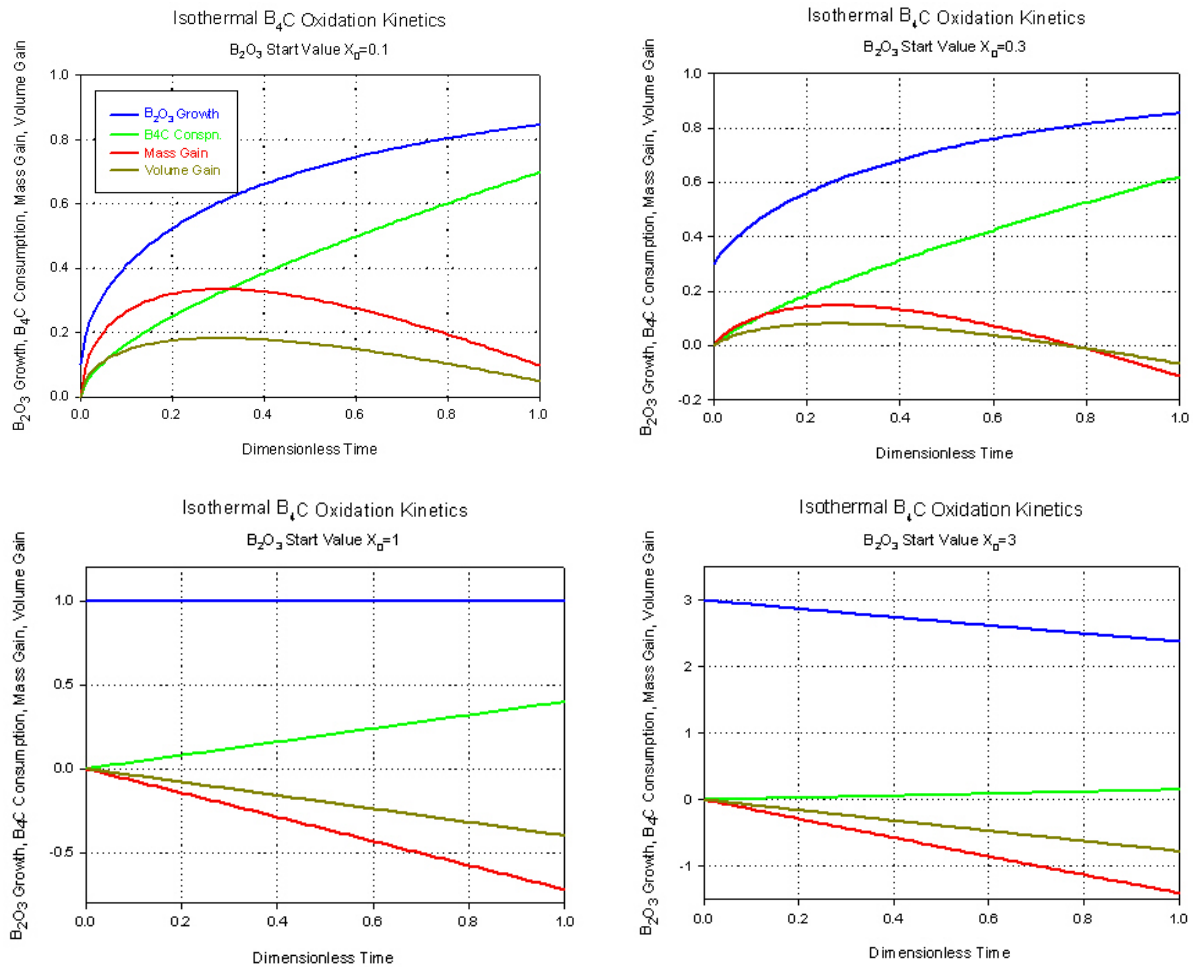 Isothermal B₄C Oxidation Kinetics
B₂O₃ Start Value X₀=0.1
B₂O₃ Growth, B₄C Consumption, Mass Gain, Volume Gain
1.0
0.8
0.6
0.4
0.2
0.0
B₂O₃ Growth
B4C Conspn.
Mass Gain
Volume Gain
0.0 0.2 0.4 0.6 0.8 1.0
Dimensionless Time
Isothermal B₄C Oxidation Kinetics
B₂O₃ Start Value X₀=0.3
B₂O₃ Growth, B₄C Consumption, Mass Gain, Volume Gain
1.0
0.8
0.6
0.4
0.2
0.0
-0.2
0.0 0.2 0.4 0.6 0.8 1.0
Dimensionless Time
Isothermal B₄C Oxidation Kinetics
B₂O₃ Start Value X₀=1
B₂O₃ Growth, B₄C Consumption, Mass Gain, Volume Gain
1.0
0.5
0.0
-0.5
0.0 0.2 0.4 0.6 0.8 1.0
Dimensionless Time
Isothermal B₄C Oxidation Kinetics
B₂O₃ Start Value X₀=3
B₂O₃ Growth, B₄C Consumption, Mass Gain, Volume Gain
3
2
1
0
-1
0.0 0.2 0.4 0.6 0.8 1.0
Dimensionless Time